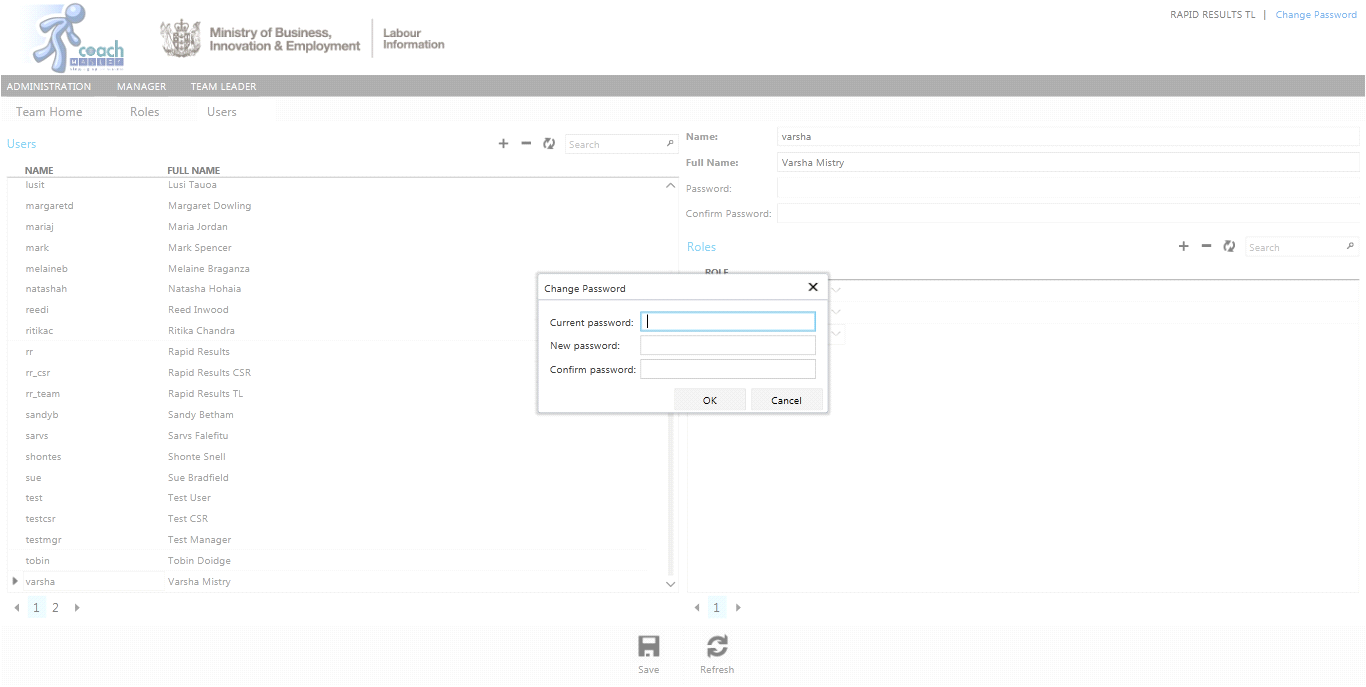 RAPID RESULTS TL | Change Password
coach
Ministry of Business,
Innovation & Employment
Labour
Information
ADMINISTRATION MANAGER TEAM LEADER
Team Home Roles Users
Users
Search
NAME FULL NAME
lusit Lusi Tauoa
margaretd Margaret Dowling
mariaj Maria Jordan
mark Mark Spencer
melaineb Melaine Braganza
natashah Natasha Hohaia
reedi Reed Inwood
ritikac Ritika Chandra
rr Rapid Results
rr_csr Rapid Results CSR
rr_team Rapid Results TL
sandyb Sandy Betham
sarvs Sarvs Falefitu
shontes Shonte Snell
sue Sue Bradfield
test Test User
testcsr Test CSR
testmgr Test Manager
tobin Tobin Doidge
varsha Varsha Mistry
1 2
Name: varsha
Full Name: Varsha Mistry
Password:
Confirm Password:
Roles
Search
ROLE
1
Change Password
Current password:
New password:
Confirm password:
OK Cancel
Save Refresh